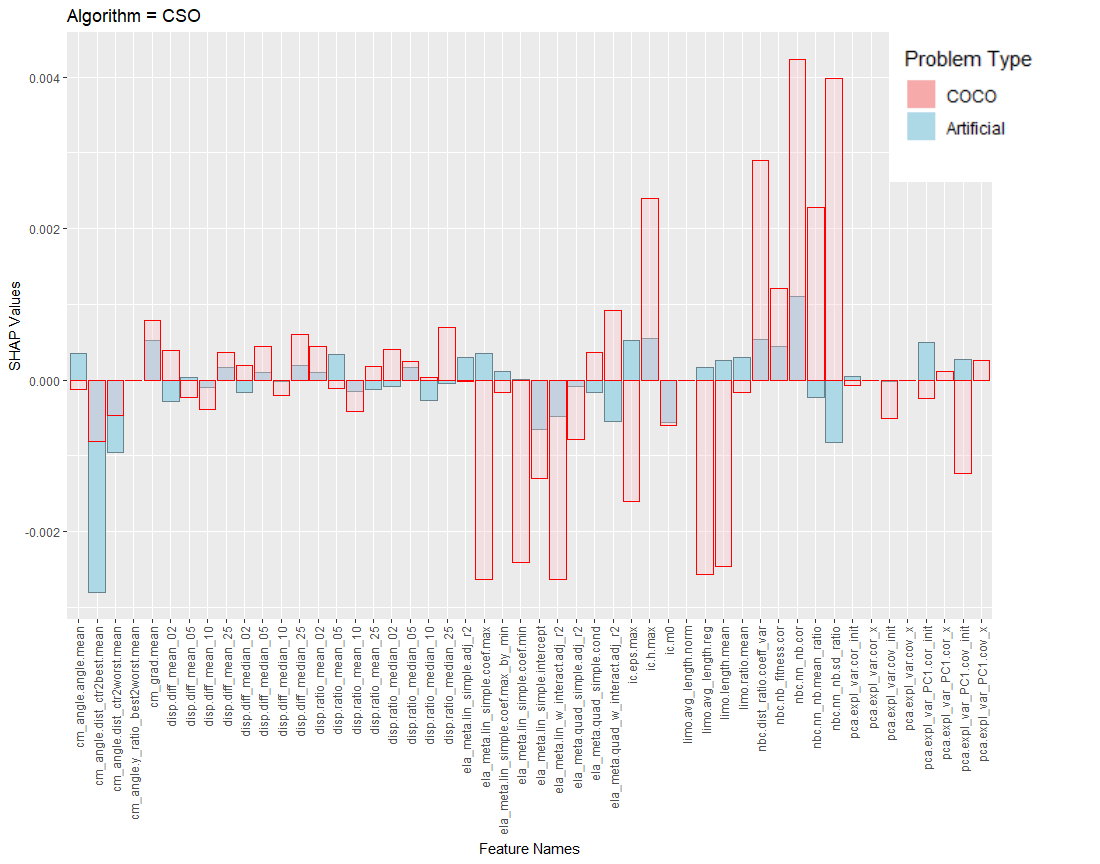 Algorithm = CSO
Problem Type
COCO
Artificial
0.004
0.002
0.000
-0.002
SHAP Values
cm_angle.angle.mean
cm_angle.dist_ctr2best.mean
cm_angle.dist_ctr2worst.mean
cm_angle.y_ratio_best2worst.mean
cm_grad.mean
disp.diff_mean_02
disp.diff_mean_05
disp.diff_mean_10
disp.diff_mean_25
disp.diff_median_02
disp.diff_median_05
disp.diff_median_10
disp.diff_median_25
disp.ratio_mean_02
disp.ratio_mean_05
disp.ratio_mean_10
disp.ratio_mean_25
disp.ratio_median_02
disp.ratio_median_05
disp.ratio_median_10
disp.ratio_median_25
ela_meta.lin_simple.adj_r2
ela_meta.lin_simple.coef.max
ela_meta.lin_simple.coef.max_by_min
ela_meta.lin_simple.coef.min
ela_meta.lin_simple.intercept
ela_meta.lin_w_interact.adj_r2
ela_meta.quad_simple.adj_r2
ela_meta.quad_simple.cond
ela_meta.quad_w_interact.adj_r2
ic.eps.max
ic.h.max
ic.m0
limo.avg_length.norm
limo.avg_length.reg
limo.length.mean
limo.ratio.mean
nbc.dist_ratio.coeff_var
nbc.nb_fitness.cor
nbc.nn_nb.cor
nbc.nn_nb.mean_ratio
nbc.nn_nb.sd_ratio
pca.expl_var.cor_init
pca.expl_var.cor_x
pca.expl_var.cov_init
pca.expl_var.cov_x
pca.expl_var_PC1.cor_init
pca.expl_var_PC1.cor_x
pca.expl_var_PC1.cov_init
pca.expl_var_PC1.cov_x
Feature Names